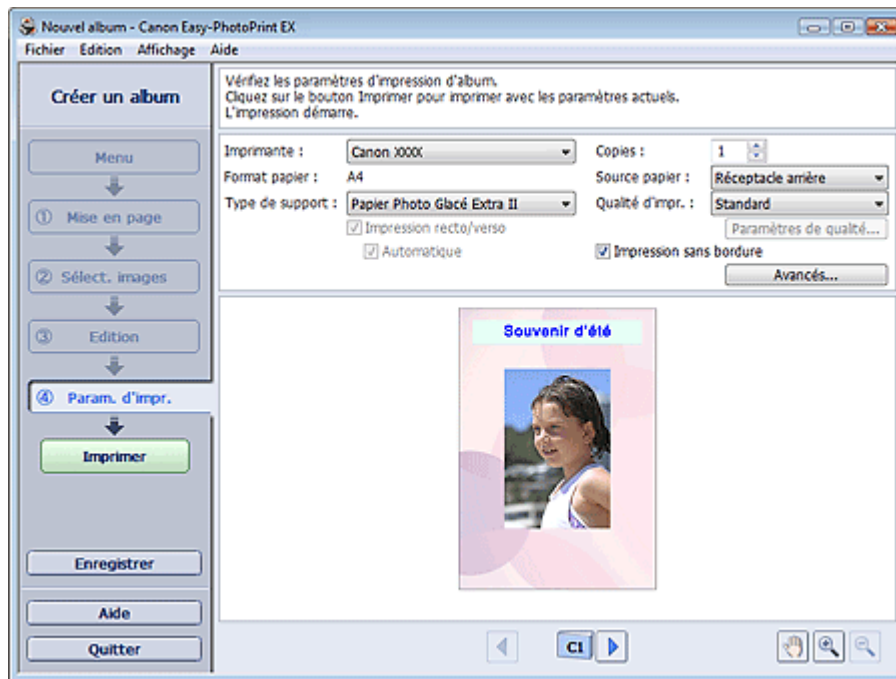 Nouvel album - Canon Easy-PhotoPrint EX
Fichier Edition Affichage Aide
Créer un album
Vérifiez les paramètres d'impression d'album.
Cliquez sur le bouton Imprimer pour imprimer avec les paramètres actuels.
L'impression démarre.
Menu
① Mise en page
② Sélect. images
③ Edition
④ Param. d'impr.
Imprimer
Enregistrer
Aide
Quitter
Imprimante : Canon XXXX
Copies : 1
Format papier : A4
Source papier : Réceptacle arrière
Type de support : Papier Photo Glacé Extra II
Qualité d'impr. : Standard
Impression recto/verso
Paramètres de qualité...
Automatique
Impression sans bordure
Avancés...
Souvenir d'été
C1